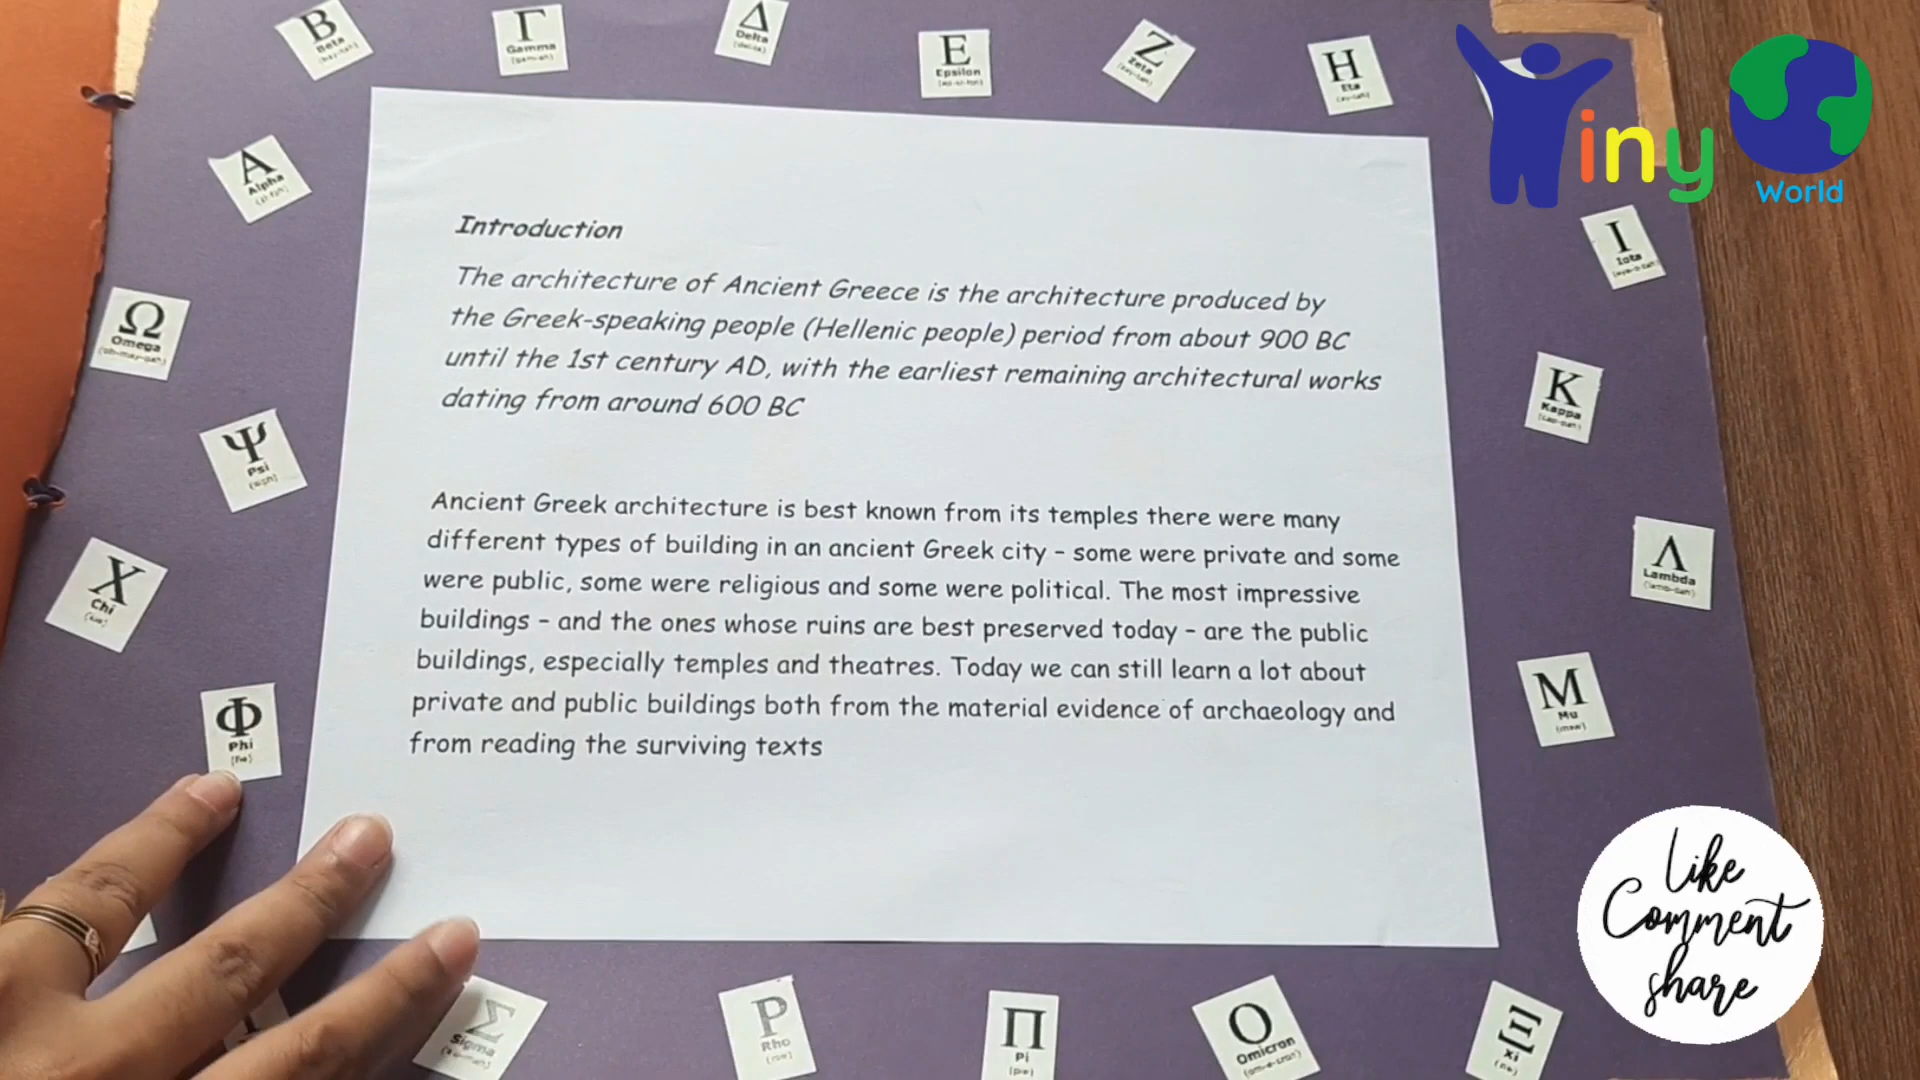 B
Beta
Γ
Gamma
Δ
Delta
E
Epsilon
Z
Zeta
H
Eta
iny
World
A
Alpha
I
Iota
Introduction
The architecture of Ancient Greece is the architecture produced by
the Greek-speaking people (Hellenic people) period from about 900 BC
until the 1st century AD, with the earliest remaining architectural works
dating from around 600 BC
Ω
Omega
K
Kappa
Ψ
Psi
Ancient Greek architecture is best known from its temples there were many
different types of building in an ancient Greek city - some were private and some
were public, some were religious and some were political. The most impressive
buildings - and the ones whose ruins are best preserved today - are the public
buildings, especially temples and theatres. Today we can still learn a lot about
private and public buildings both from the material evidence of archaeology and
from reading the surviving texts
X
Chi
Λ
Lambda
Φ
Phi
M
Mu
Like
Comment
share
Σ
Sigma
P
Rho
Π
Pi
O
Omicron
Ξ
Xi